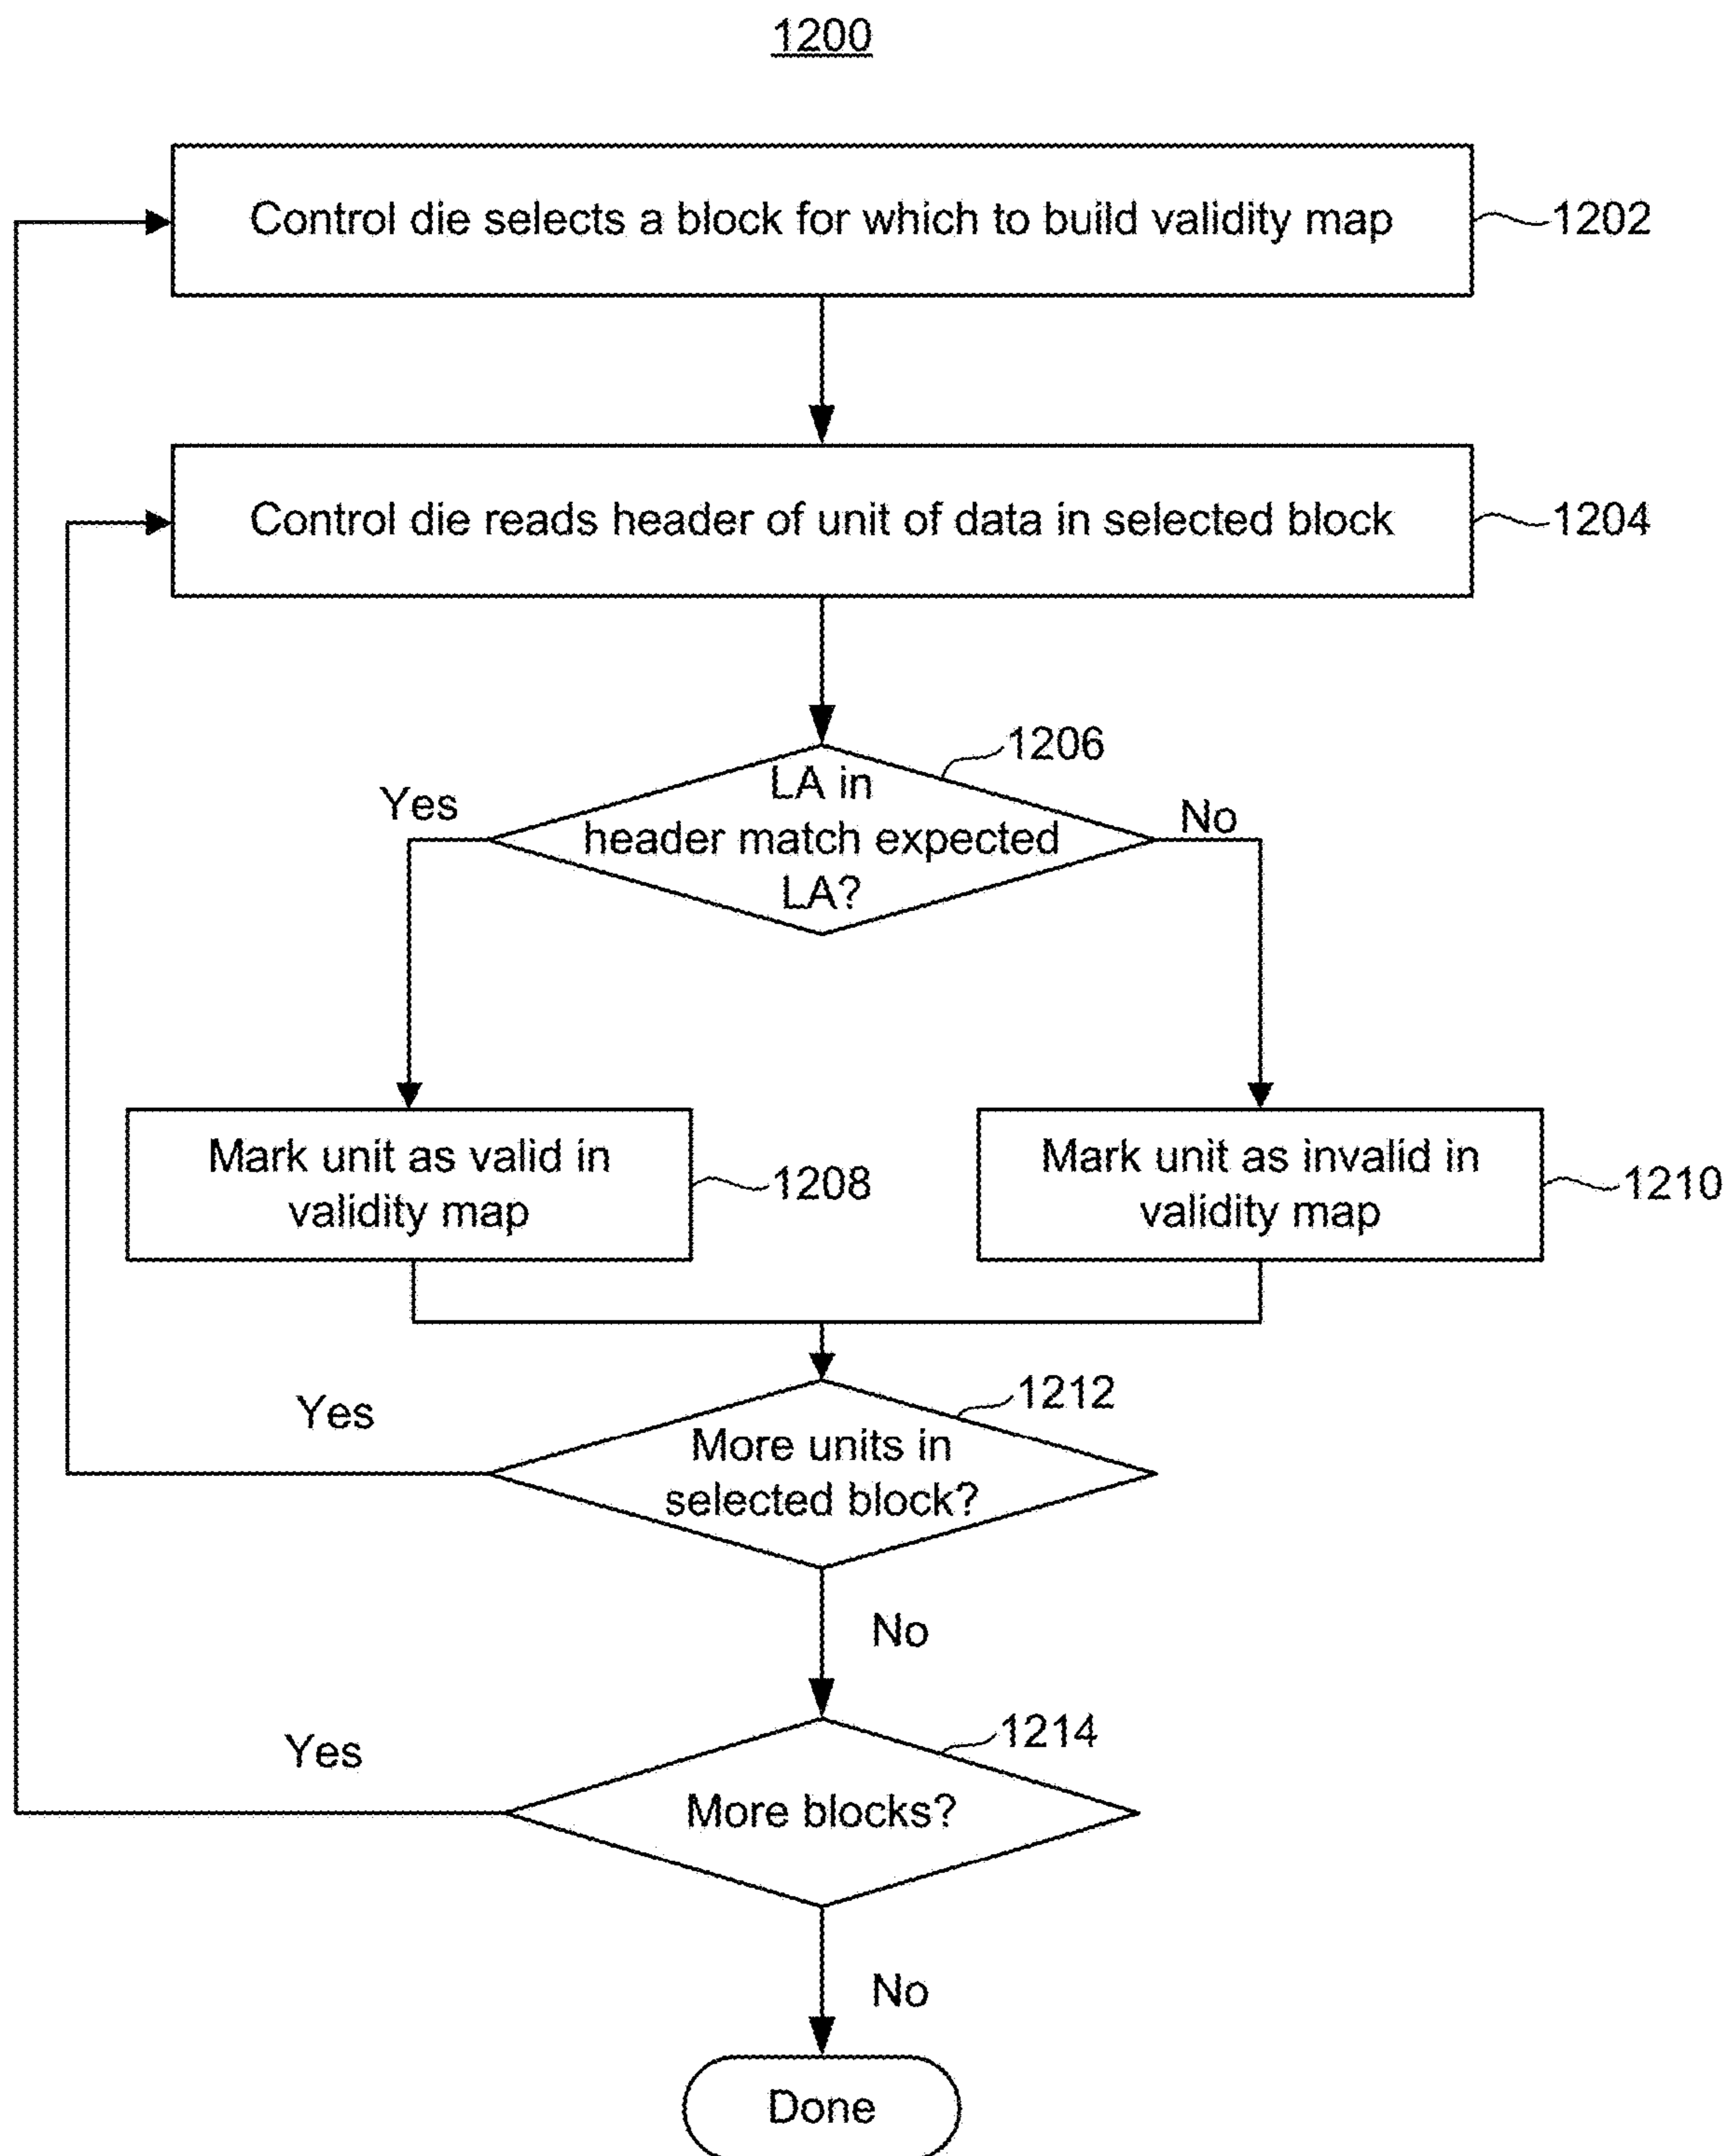 1200
Control die selects a block for which to build validity map
1202
Control die reads header of unit of data in selected block
1204
1206
LA in
header match expected
LA?
Yes
No
Mark unit as valid in
validity map
1208
Mark unit as invalid in
validity map
1210
1212
More units in
selected block?
Yes
No
1214
More blocks?
Yes
No
Done